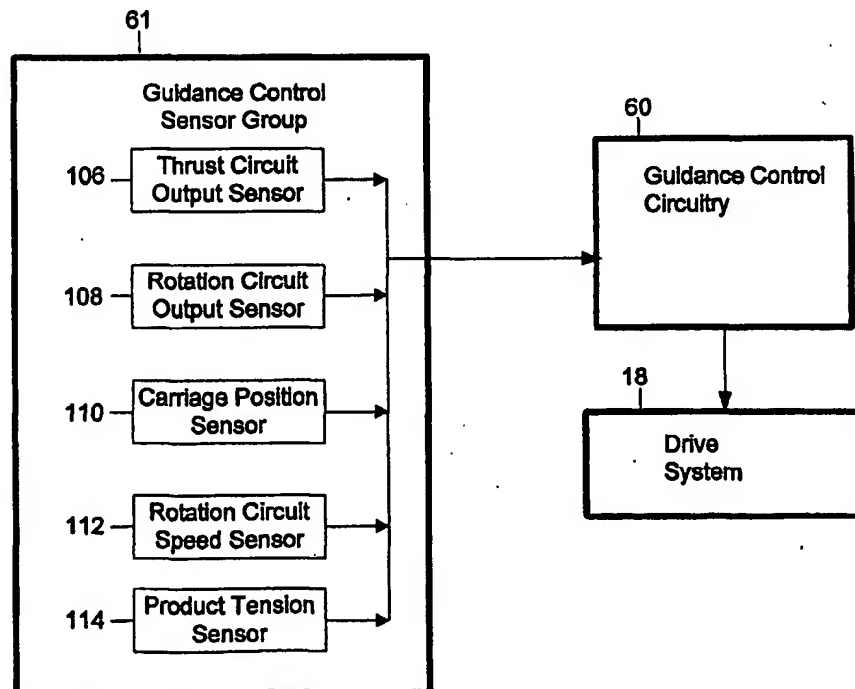 61
Guidance Control
Sensor Group
106
Thrust Circuit
Output Sensor
108
Rotation Circuit
Output Sensor
110
Carriage Position
Sensor
112
Rotation Circuit
Speed Sensor
114
Product Tension
Sensor
60
Guidance Control
Circuitry
18
Drive
System